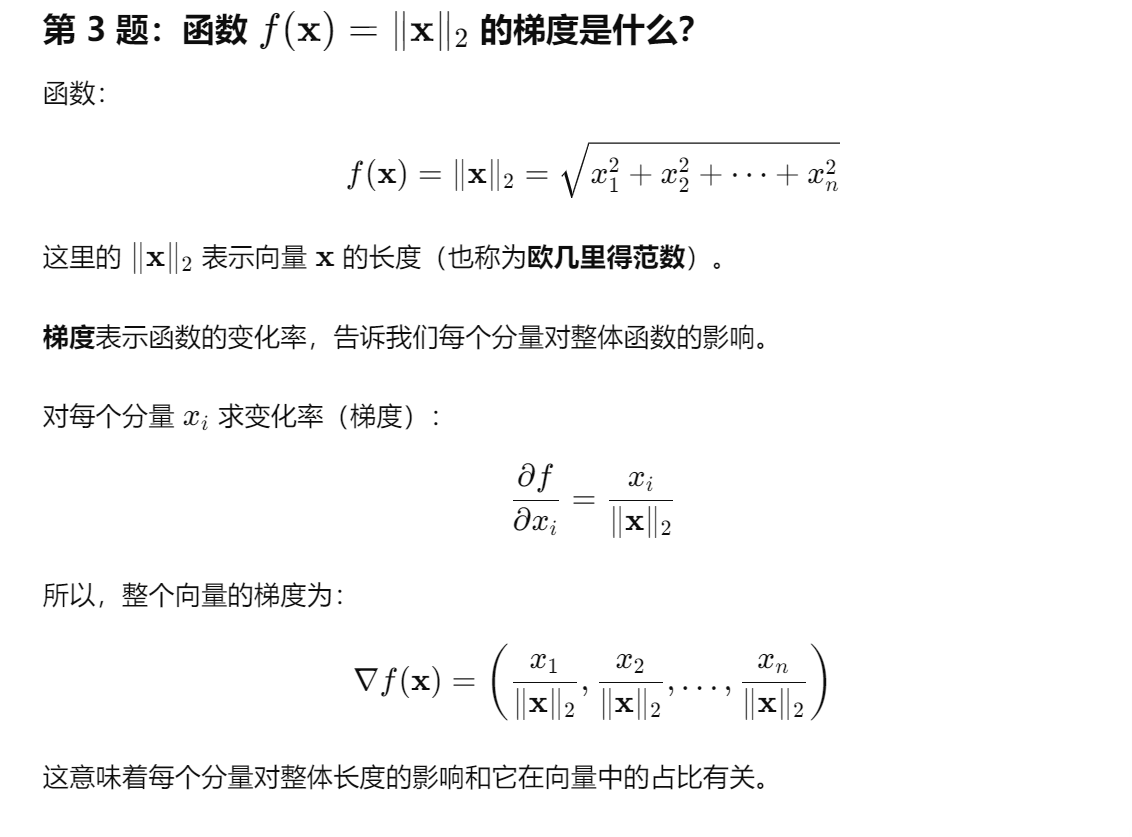 第 3 题：函数 $f(\mathbf{x}) = \|\mathbf{x}\|_2$ 的梯度是什么？
函数：
$f(\mathbf{x}) = \|\mathbf{x}\|_2 = \sqrt{x_1^2 + x_2^2 + \cdots + x_n^2}$
这里的 $\|\mathbf{x}\|_2$ 表示向量 $\mathbf{x}$ 的长度（也称为欧几里得范数）。
梯度表示函数的变化率，告诉我们每个分量对整体函数的影响。
对每个分量 $x_i$ 求变化率（梯度）：
$\frac{\partial f}{\partial x_i} = \frac{x_i}{\|\mathbf{x}\|_2}$
所以，整个向量的梯度为：
$\nabla f(\mathbf{x}) = \left( \frac{x_1}{\|\mathbf{x}\|_2}, \frac{x_2}{\|\mathbf{x}\|_2}, \ldots, \frac{x_n}{\|\mathbf{x}\|_2} \right)$
这意味着每个分量对整体长度的影响和它在向量中的占比有关。